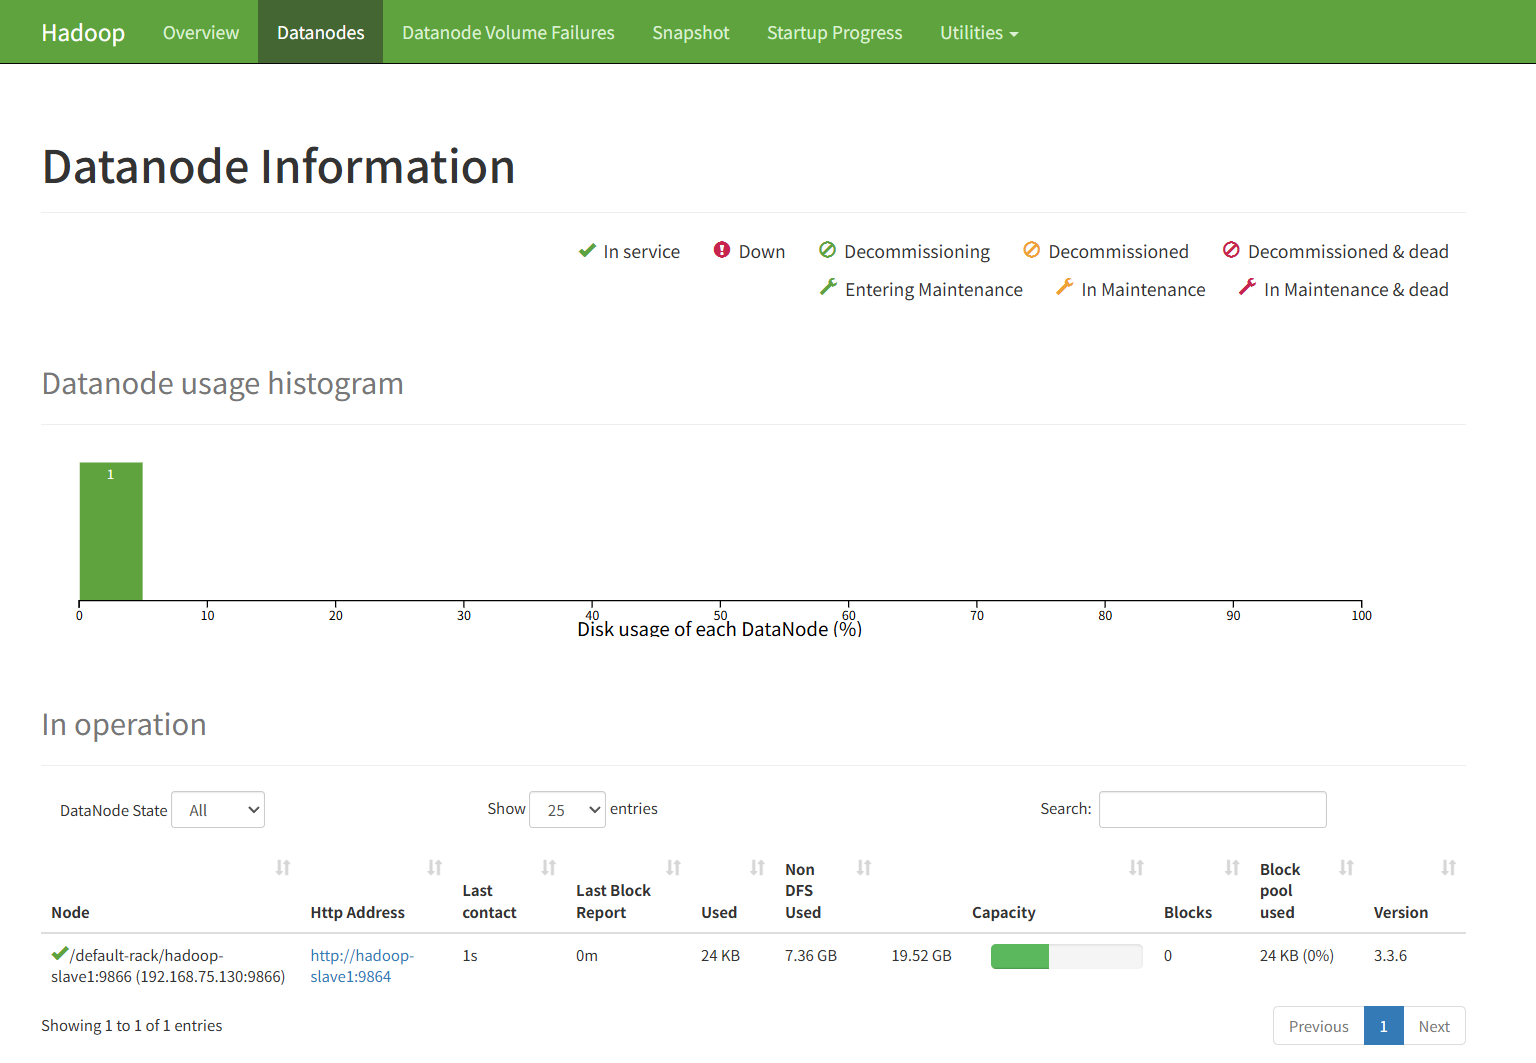 Hadoop Overview Datanodes Datanode Volume Failures Snapshot Startup Progress Utilities
Datanode Information
In service Down Decommissioning Decommissioned Decommissioned & dead
Entering Maintenance In Maintenance In Maintenance & dead
Datanode usage histogram
1
0 10 20 30 40 50 60 70 80 90 100
Disk usage of each DataNode (%)
In operation
DataNode State All Show 25 entries Search:
Node Http Address Last contact Last Block Report Used Non DFS Used Capacity Blocks Block pool used Version
/default-rack/hadoop- http://hadoop- 1s 0m 24 KB 7.36 GB 19.52 GB 0 24 KB (0%) 3.3.6
slave1:9866 (192.168.75.130:9866) slave1:9864
Showing 1 to 1 of 1 entries Previous 1 Next